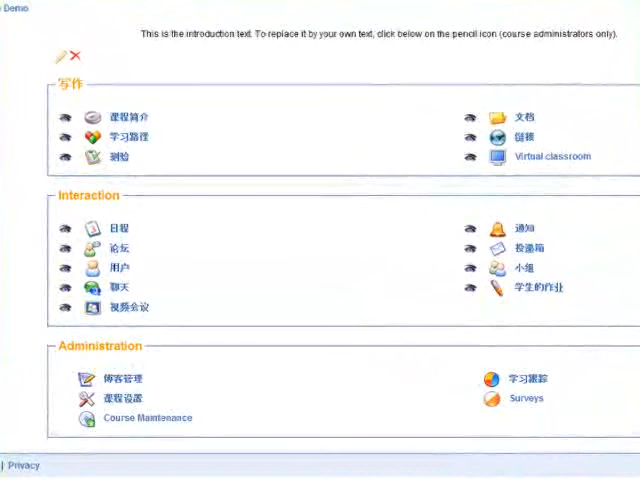 Demo
This is the introduction text. To replace it by your own text, click below on the pencil icon (course administrators only).
写作
课程简介
文档
学习路径
链接
测验
Virtual classroom
Interaction
日程
通知
论坛
投递箱
用户
小组
聊天
学生的作业
视频会议
Administration
博客管理
学习跟踪
课程设置
Surveys
Course Maintenance
| Privacy